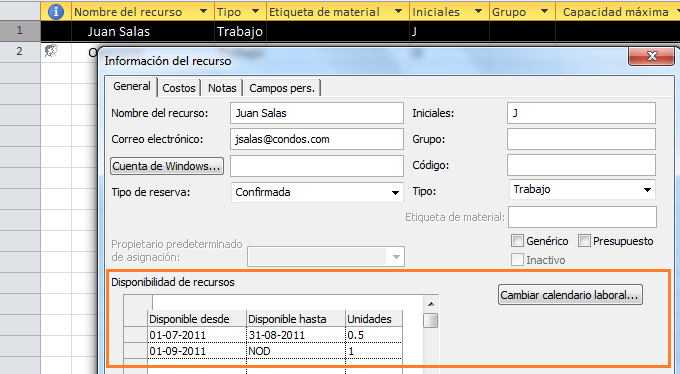 Nombre del recurso Tipo Etiqueta de material Iniciales Grupo Capacidad máxima
1 Juan Salas Trabajo J
2
Información del recurso
General Costos Notas Campos pers.
Nombre del recurso: Juan Salas Iniciales: J
Correo electrónico: jsalas@condos.com Grupo:
Cuenta de Windows... Código:
Tipo de reserva: Confirmada Tipo: Trabajo
Etiqueta de material:
Propietario predeterminado
de asignación:
Genérico Presupuesto
Inactivo
Disponibilidad de recursos
Cambiar calendario laboral...
Disponible desde Disponible hasta Unidades
01-07-2011 31-08-2011 0.5
01-09-2011 NOD 1